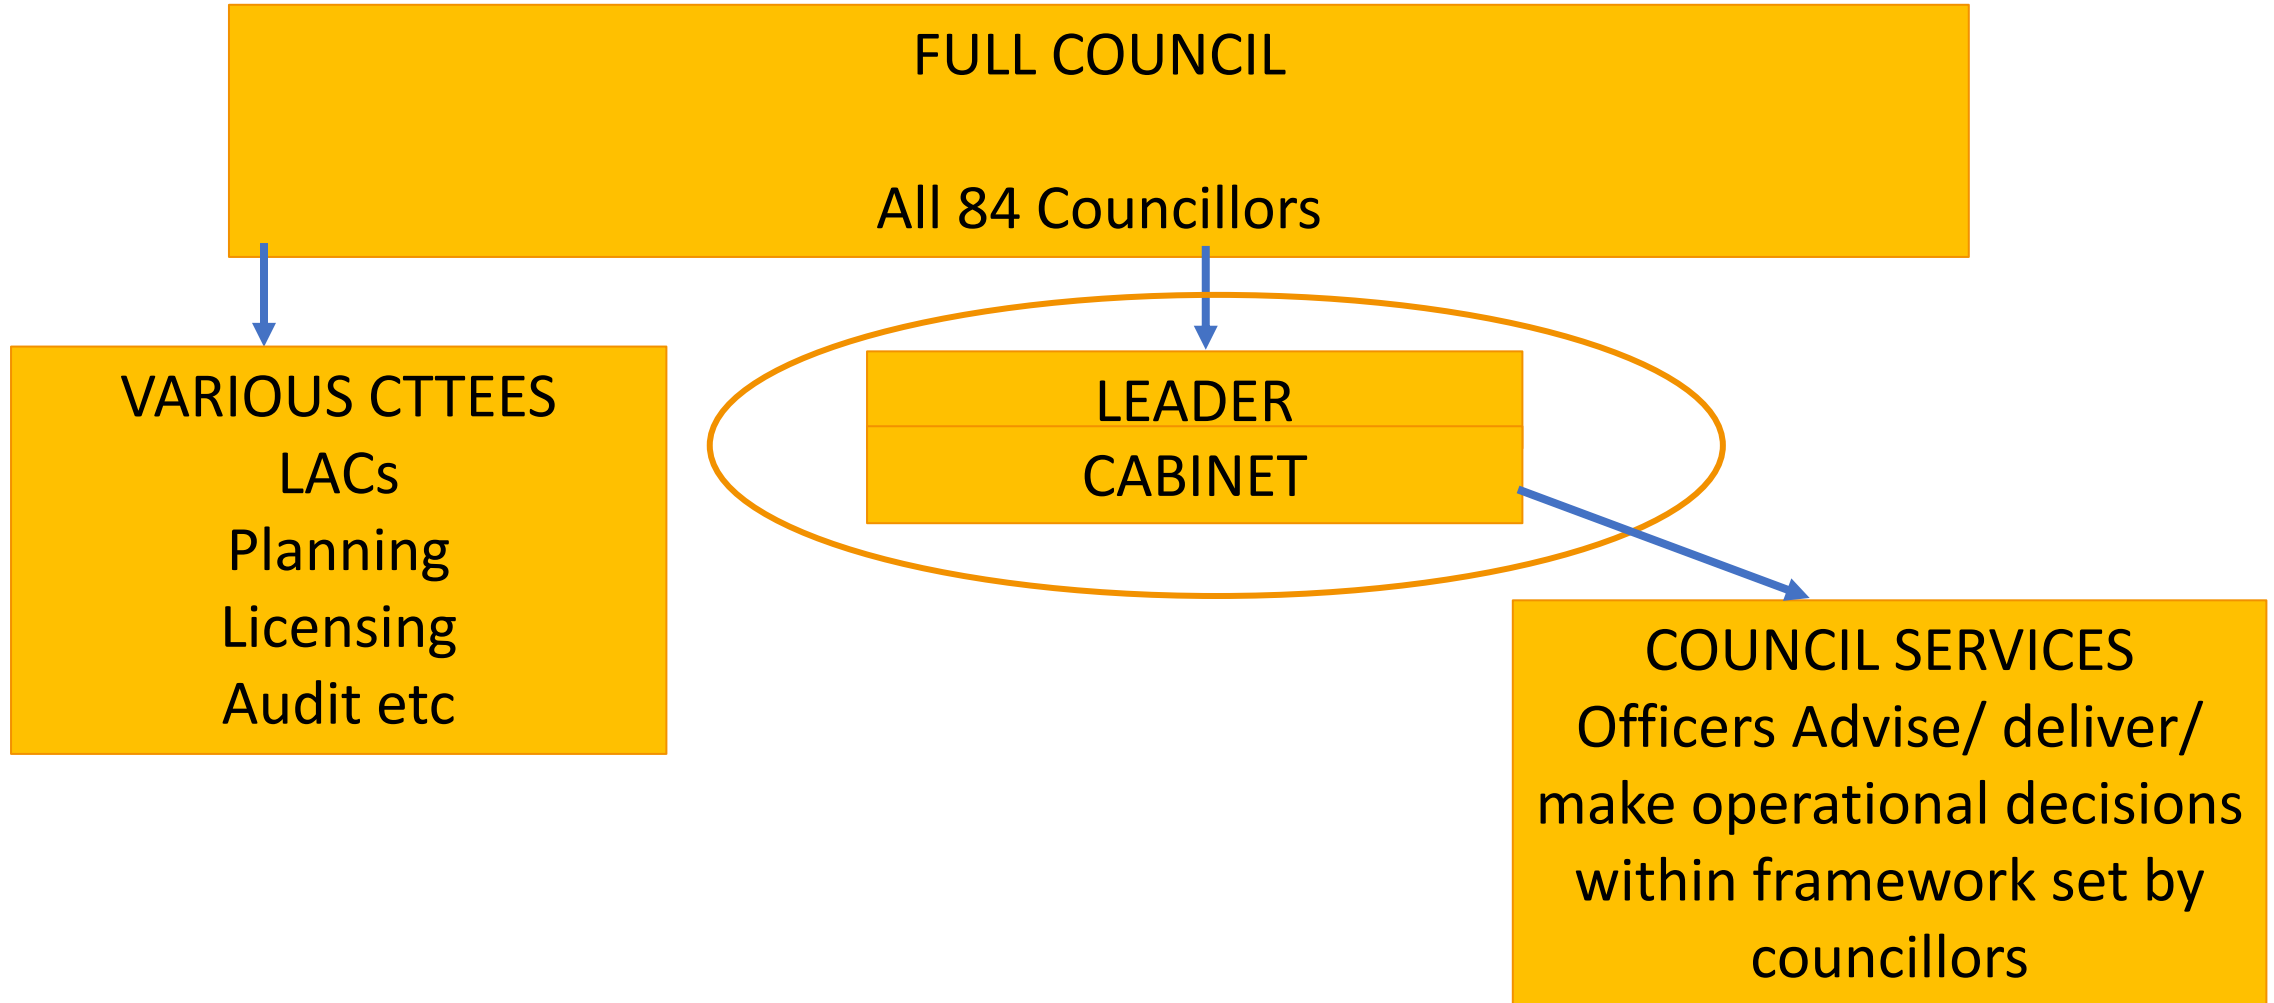 FULL COUNCIL
All 84 Councillors
VARIOUS CTTEES
LACs
Planning
Licensing
Audit etc
LEADER
CABINET
COUNCIL SERVICES
Officers Advise/ deliver/
make operational decisions
within framework set by
councillors